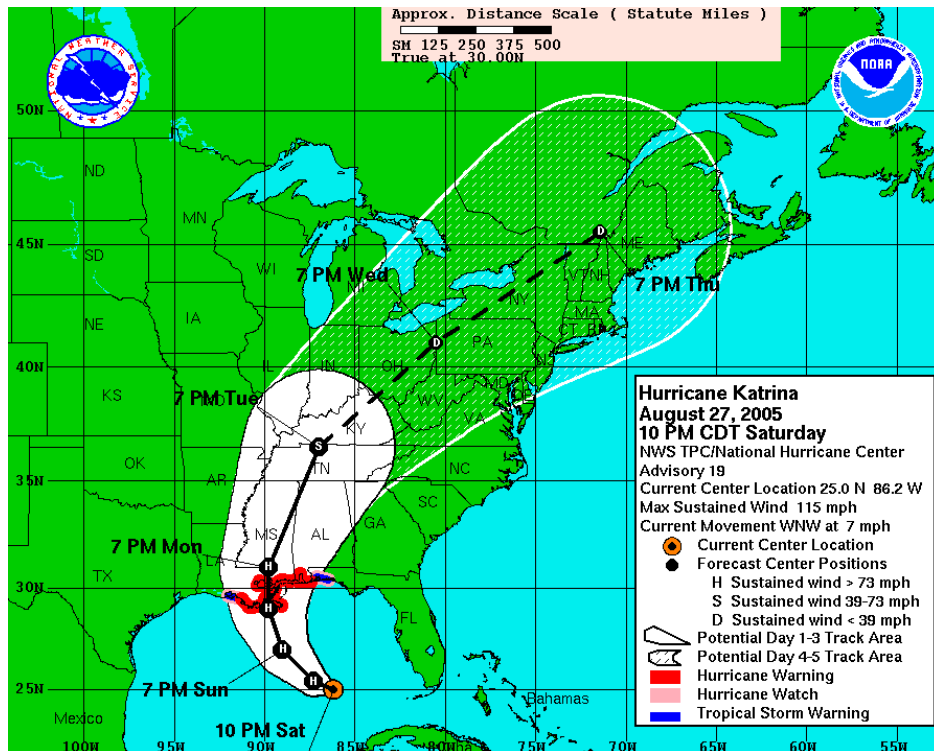 Approx. Distance Scale ( Statute Miles )
SM 125 250 375 500
True at 30.00N
NATIONAL WEATHER SERVICE
NOAA
50N
45N
40N
35N
30N
25N
ND
MN
SD
WI
MI
NE
IA
IL
IN
OH
PA
NY
VT
NH
ME
MA
CT
NJ
MD
DE
KS
WV
VA
KY
OK
AR
TN
NC
SC
MS
AL
GA
TX
LA
FL
7 PM Wed
7 PM Thu
7 PM Tue
S
D
D
7 PM Mon
H
H
7 PM Sun
H
H
10 PM Sat
Mexico
Bahamas
100W
95W
90W
85W
80W
75W
70W
65W
60W
55W
Hurricane Katrina
August 27, 2005
10 PM CDT Saturday
NWS TPC/National Hurricane Center
Advisory 19
Current Center Location 25.0 N 86.2 W
Max Sustained Wind 115 mph
Current Movement WNW at 7 mph
Current Center Location
Forecast Center Positions
H Sustained wind > 73 mph
S Sustained wind 39-73 mph
D Sustained wind < 39 mph
Potential Day 1-3 Track Area
Potential Day 4-5 Track Area
Hurricane Warning
Hurricane Watch
Tropical Storm Warning